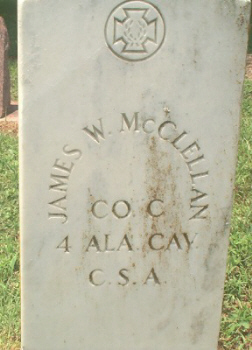 JAMES W. McCLELLAN
CO. C
4 ALA. CAV.
C.S.A.